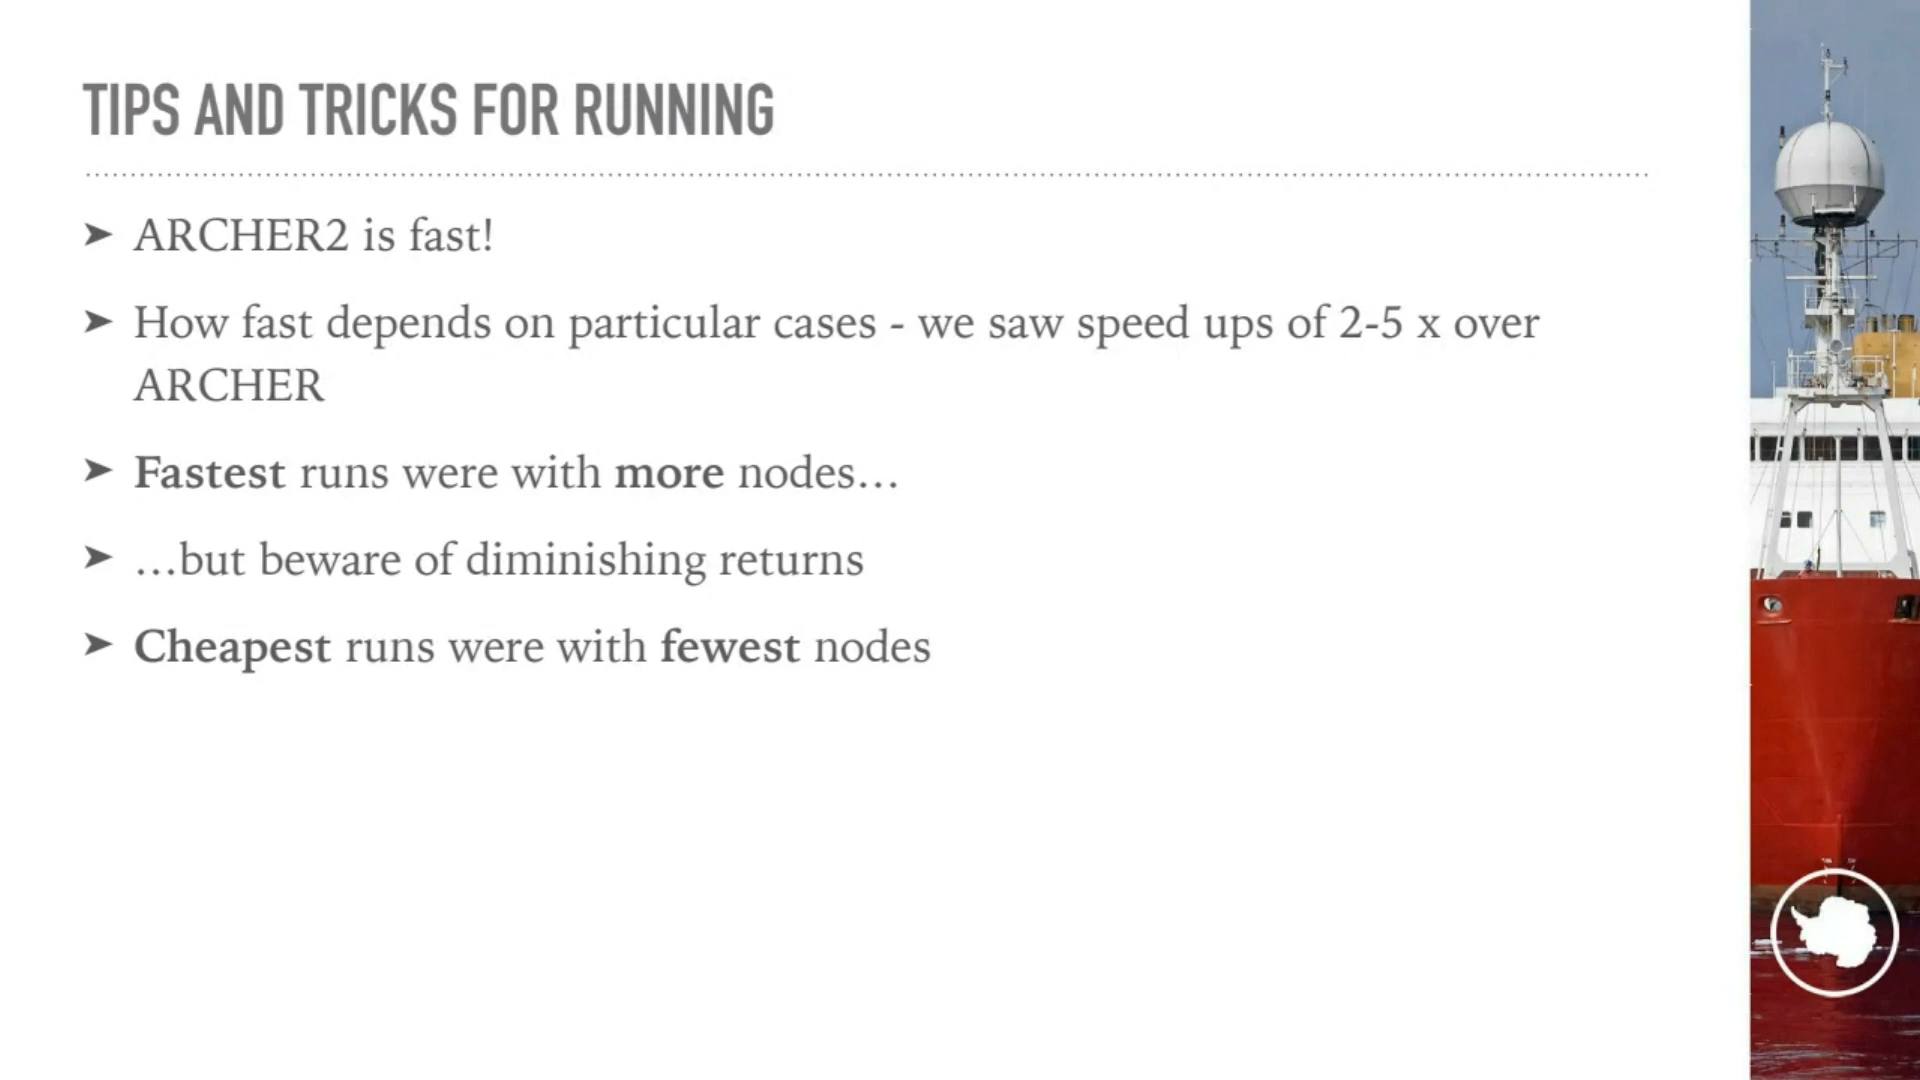 TIPS AND TRICKS FOR RUNNING
➤ ARCHER2 is fast!
➤ How fast depends on particular cases - we saw speed ups of 2-5 x over
ARCHER
➤ Fastest runs were with more nodes…
➤ …but beware of diminishing returns
➤ Cheapest runs were with fewest nodes